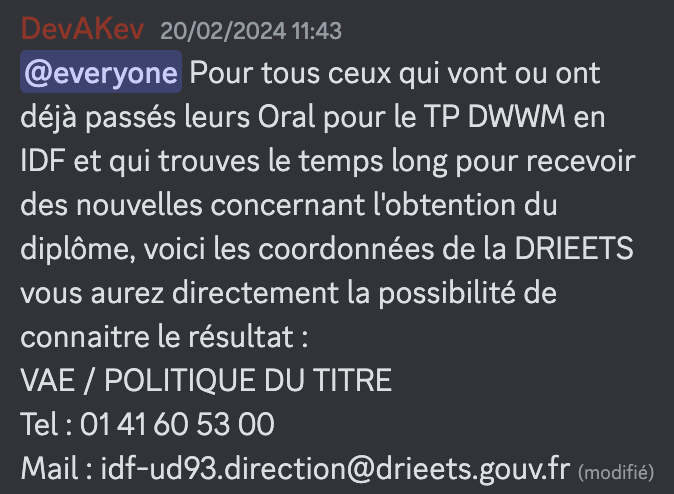 DevAKev 20/02/2024 11:43
@everyone Pour tous ceux qui vont ou ont
déjà passés leurs Oral pour le TP DWWM en
IDF et qui trouves le temps long pour recevoir
des nouvelles concernant l'obtention du
diplôme, voici les coordonnées de la DRIEETS
vous aurez directement la possibilité de
connaitre le résultat :
VAE / POLITIQUE DU TITRE
Tel : 01 41 60 53 00
Mail : idf-ud93.direction@drieets.gouv.fr (modifié)